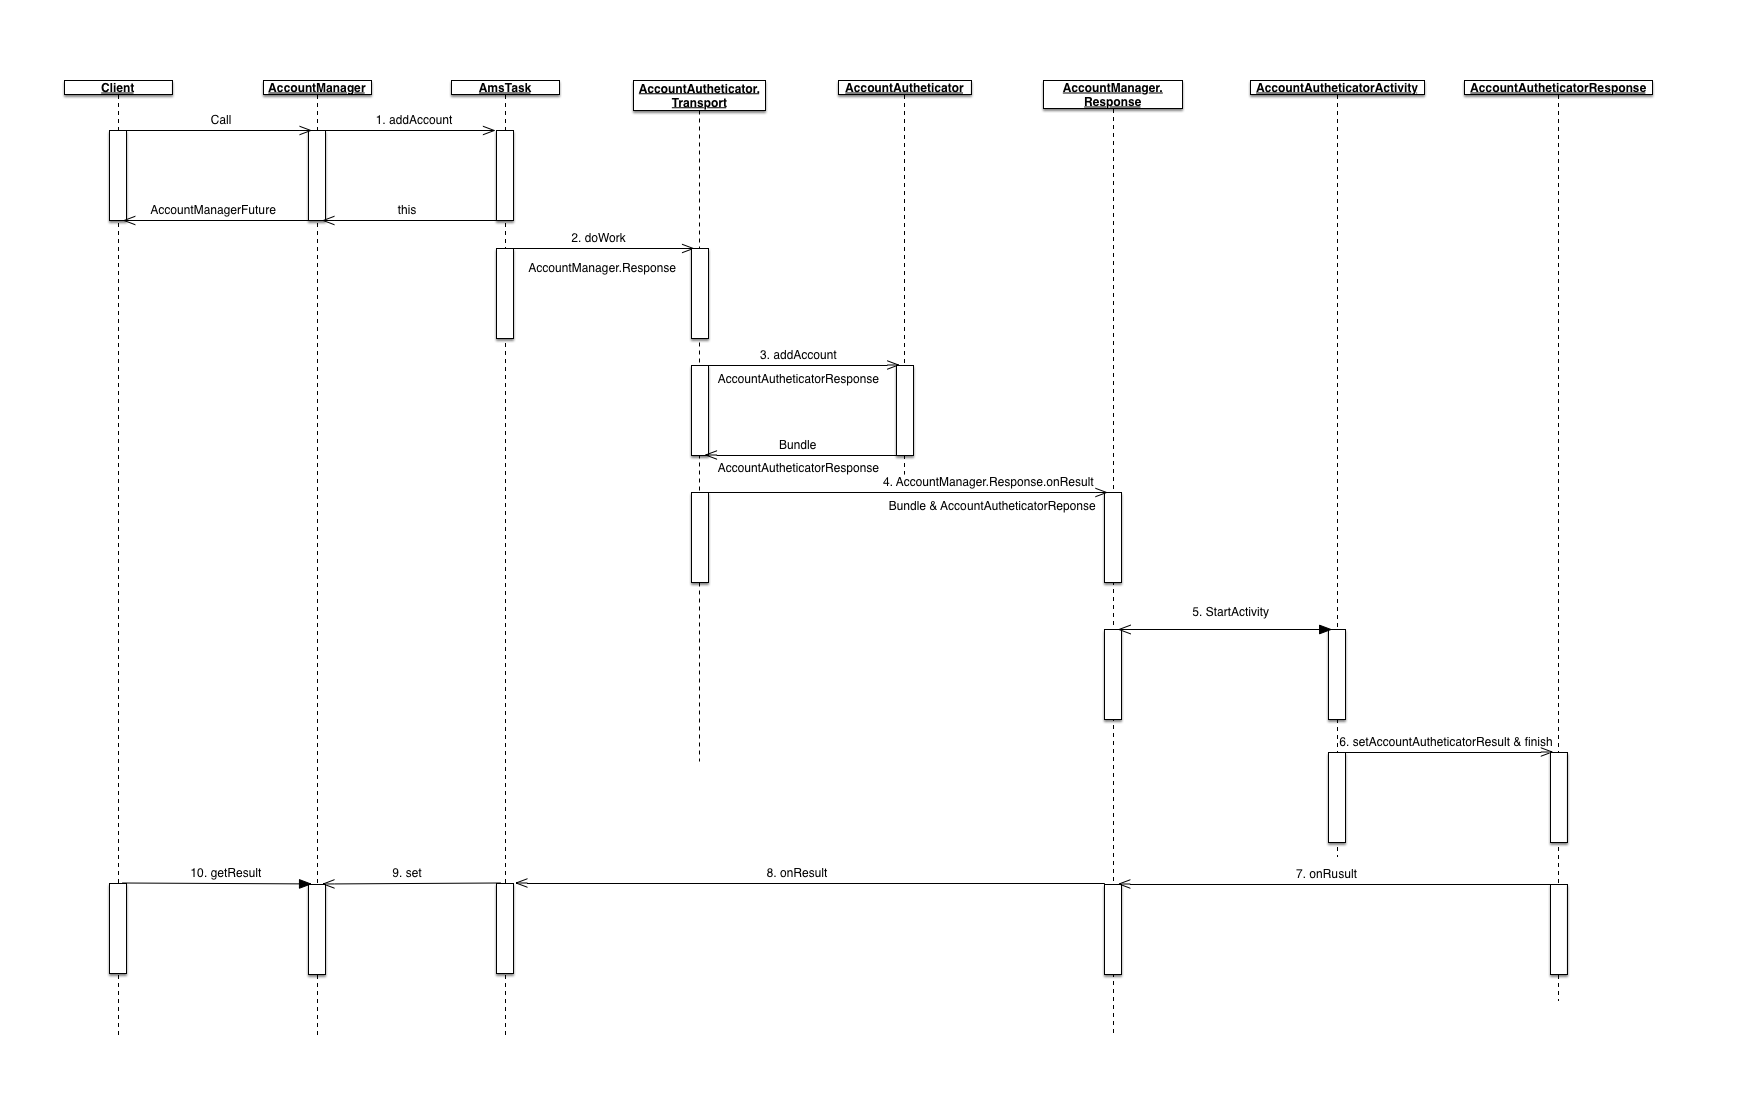 Client
AccountManager
AmsTask
AccountAutheticator.
Transport
AccountAutheticator
AccountManager.
Response
AccountAutheticatorActivity
AccountAutheticatorResponse
Call
1. addAccount
AccountManagerFuture
this
2. doWork
AccountManager.Response
3. addAccount
AccountAutheticatorResponse
Bundle
AccountAutheticatorResponse
4. AccountManager.Response.onResult
Bundle & AccountAutheticatorReponse
5. StartActivity
6. setAccountAutheticatorResult & finish
10. getResult
9. set
8. onResult
7. onRusult